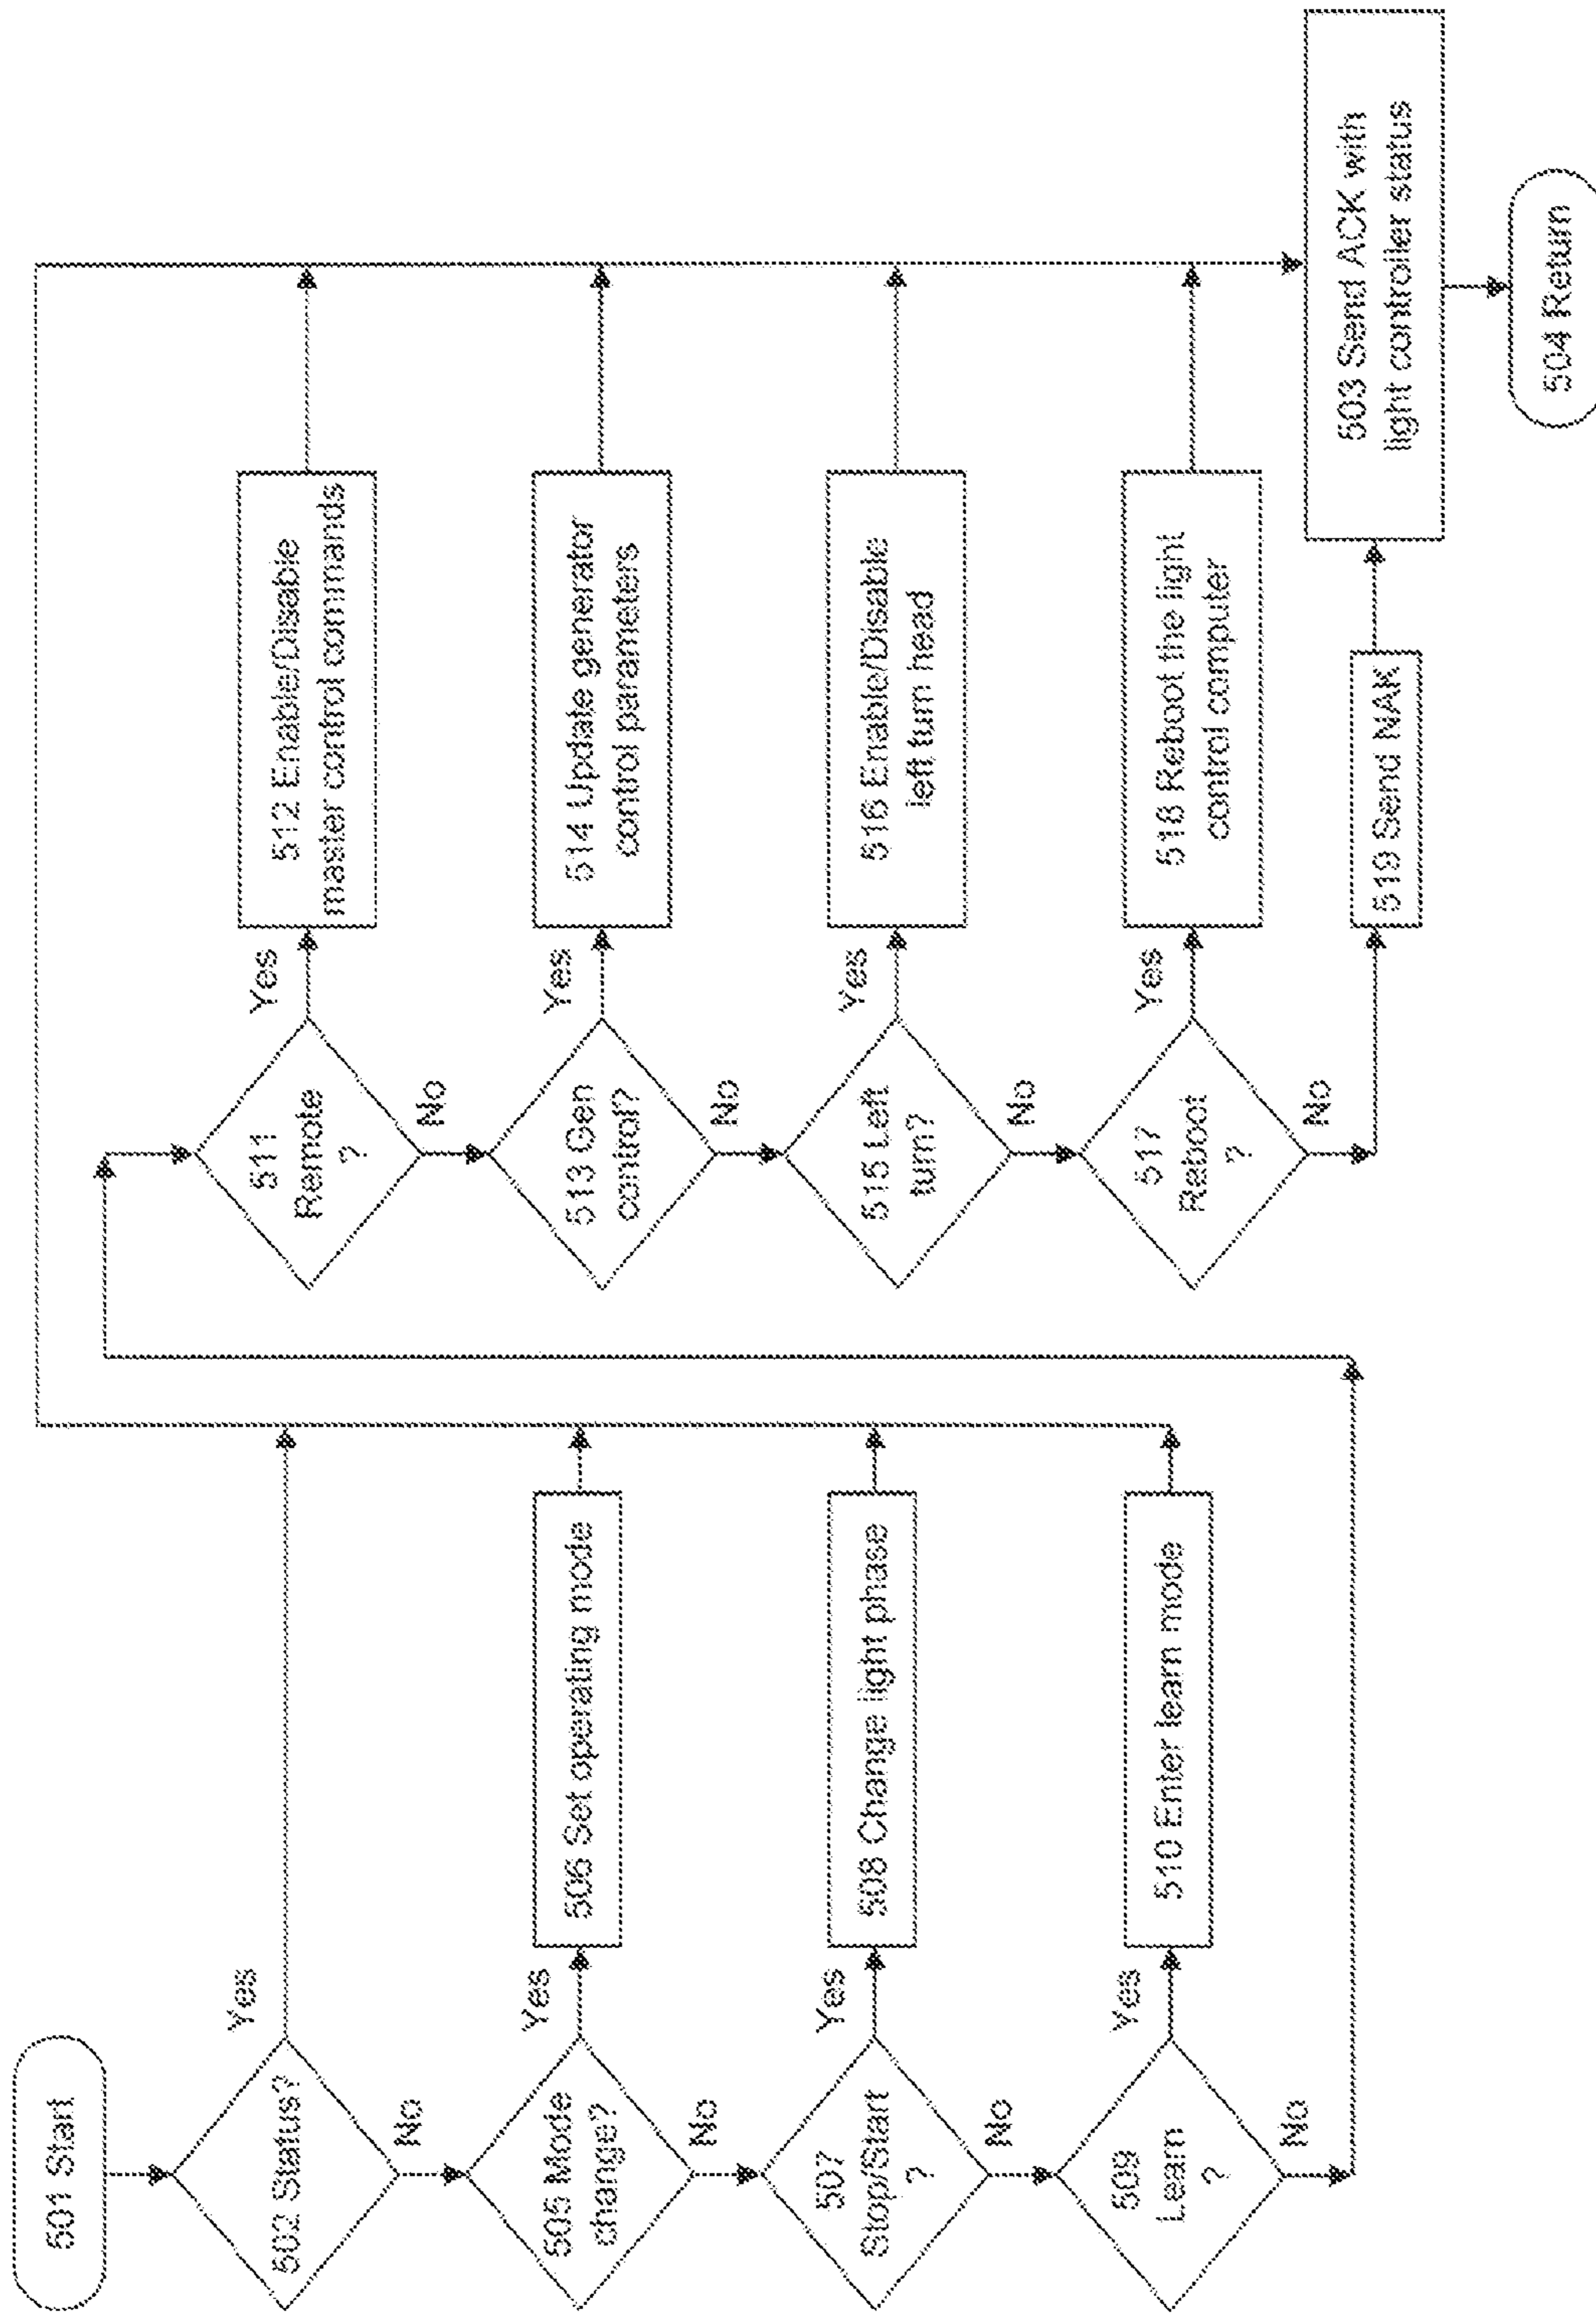 501 Start
502 Status?
Yes
No
505 Mode
change?
Yes
506 Set operating mode
No
507
Stop/Start
?
Yes
508 Change light phase
No
509
Learn
?
Yes
510 Enter learn mode
No
511
Remote
?
Yes
512 Enable/Disable
master control commands
No
513 Gen
control?
Yes
514 Update generator
control parameters
No
515 Left
turn?
Yes
516 Enable/Disable
left turn head
No
517
Reboot
?
Yes
518 Reboot the light
control computer
No
519 Send NAK
503 Send ACK with
light controller status
504 Return